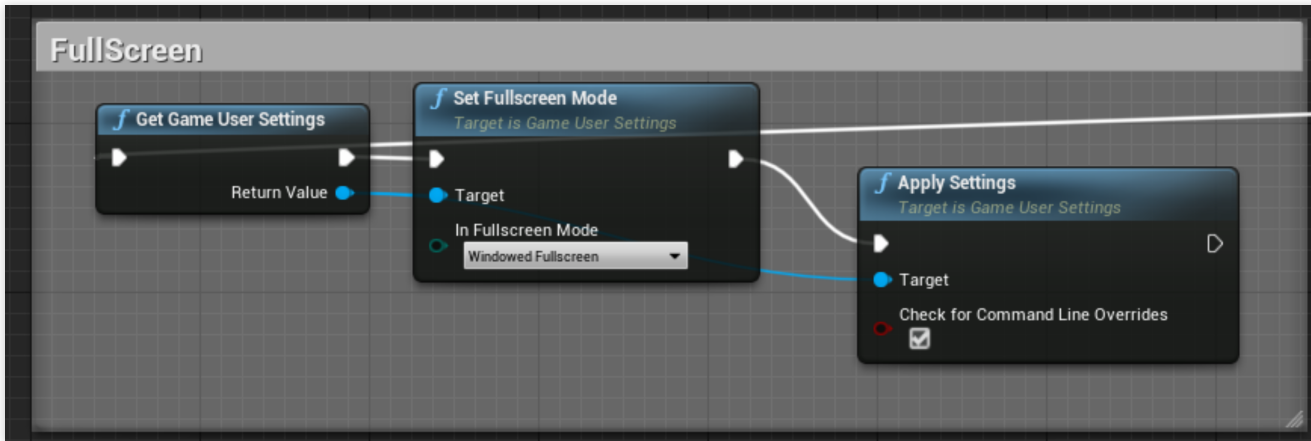 FullScreen
Get Game User Settings
Return Value
Set Fullscreen Mode
Target is Game User Settings
Target
In Fullscreen Mode
Windowed Fullscreen
Apply Settings
Target is Game User Settings
Target
Check for Command Line Overrides